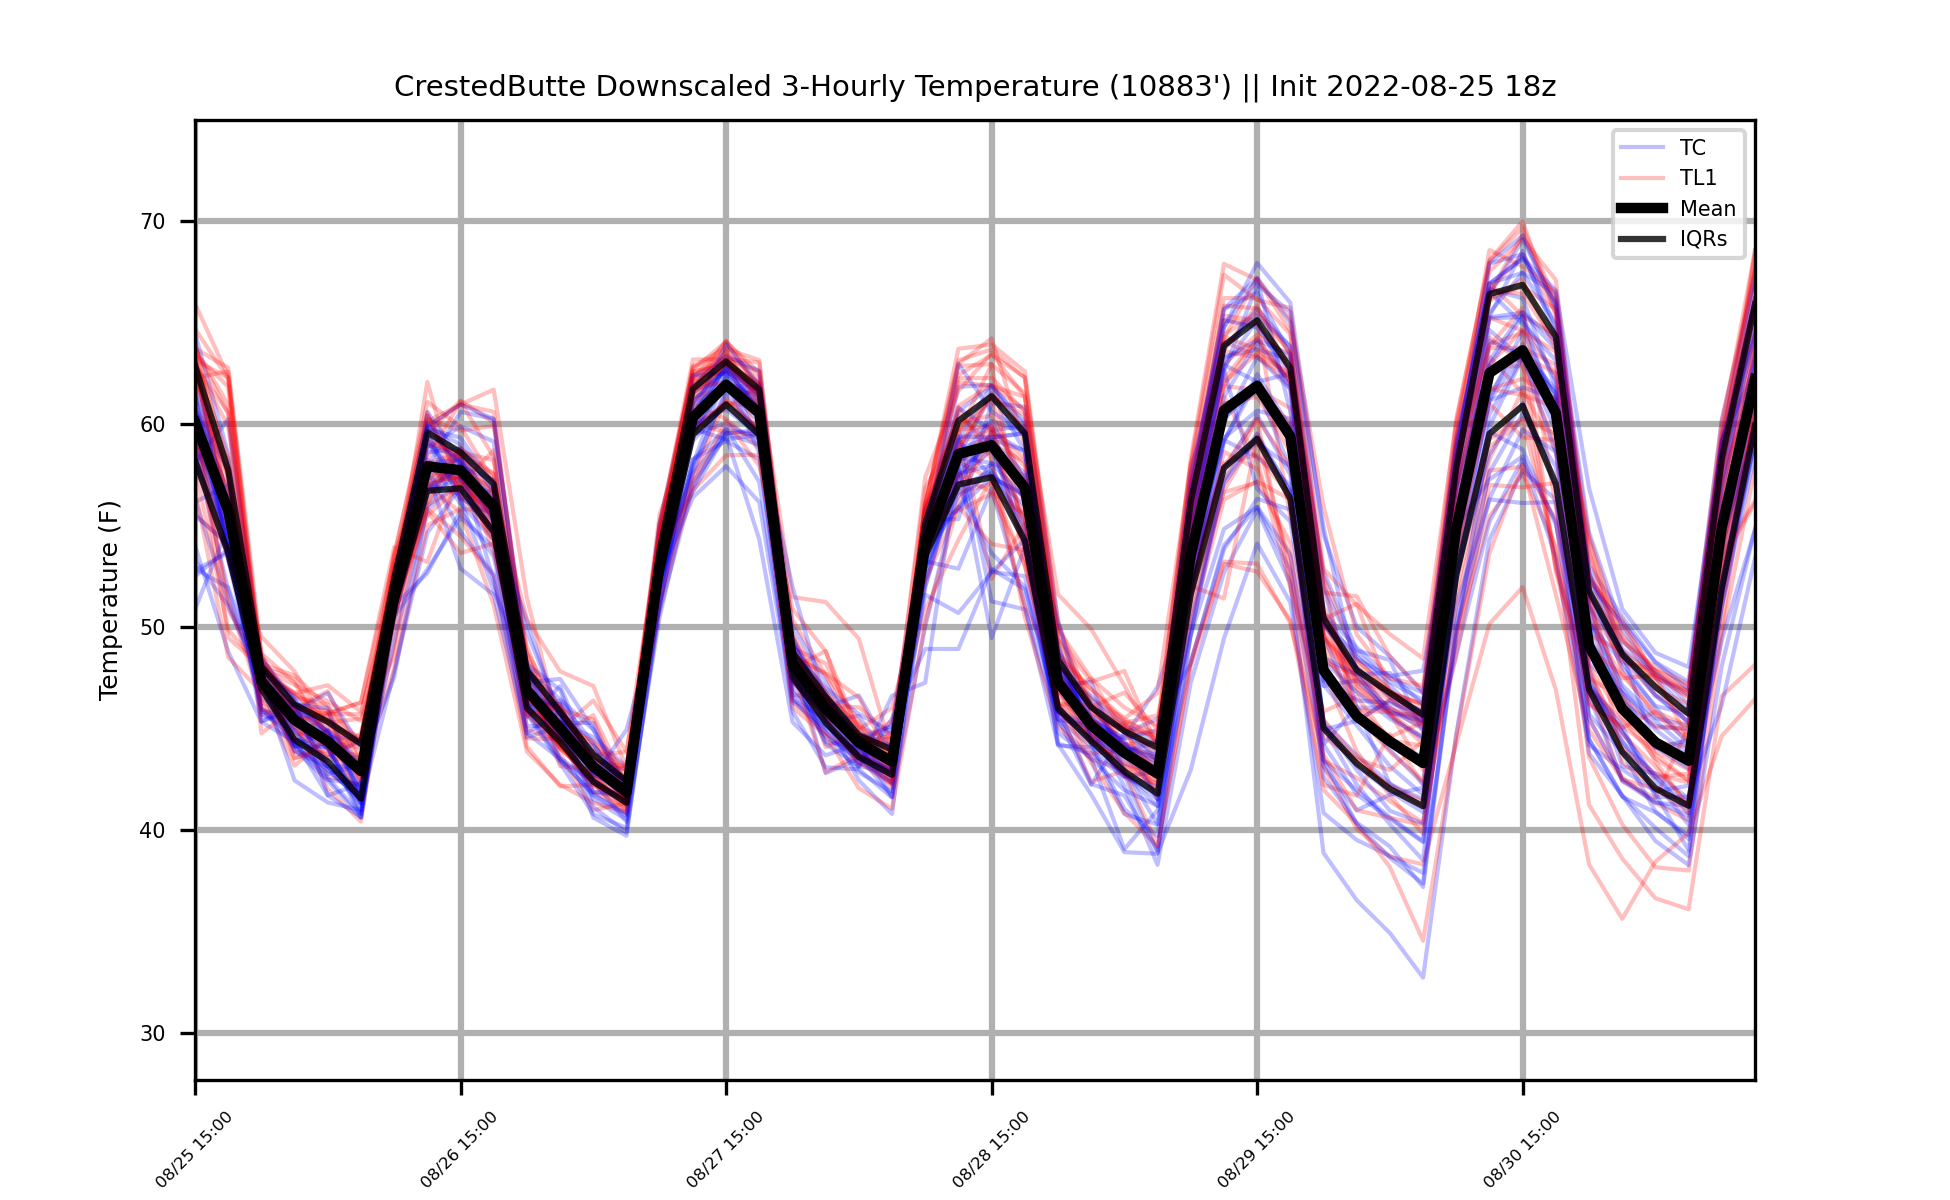 CrestedButte Downscaled 3-Hourly Temperature (10883') || Init 2022-08-25 18z
TC
TL1
Mean
IQRs
Temperature (F)
70
60
50
40
30
08/25 15:00
08/26 15:00
08/27 15:00
08/28 15:00
08/29 15:00
08/30 15:00